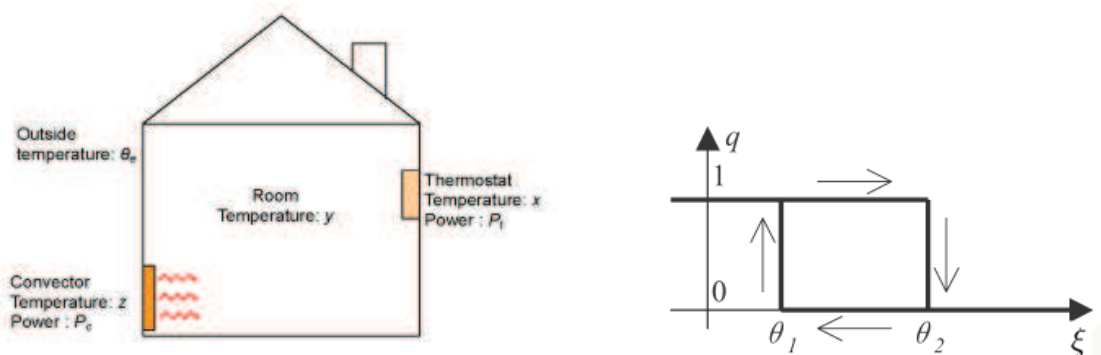 Outside
temperature: θe
Room
Temperature: y
Thermostat
Temperature: x
Power : Pt
Convector
Temperature: z
Power : Pc
q
1
0
θ1
θ2
ξ